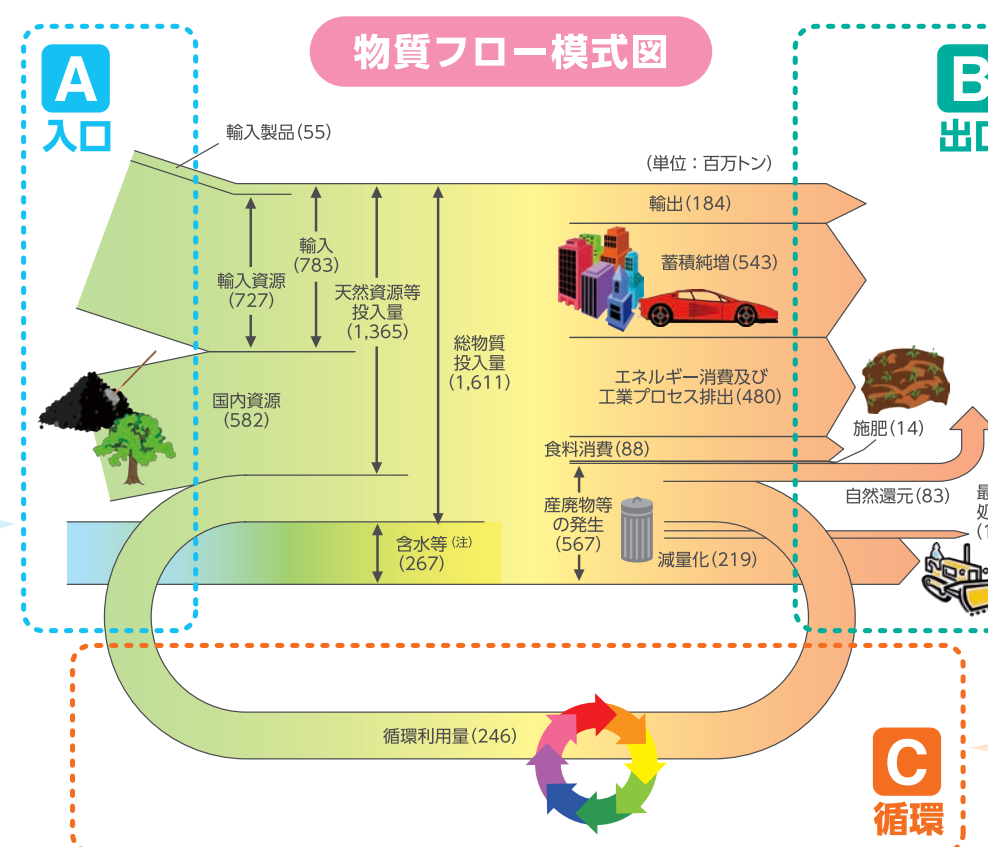 物質フロー模式図
A
入口
B
輸入製品(55)
(単位：百万トン)
輸出(184)
輸入
(783)
蓄積純増(543)
輸入資源
(727)
天然資源等
投入量
(1,365)
総物質
投入量
(1,611)
エネルギー消費及び
工業プロセス排出(480)
国内資源
(582)
施肥(14)
食料消費(88)
自然還元(83)
産廃物等
の発生
(567)
含水等(注)
(267)
減量化(219)
循環利用量(246)
C
循環